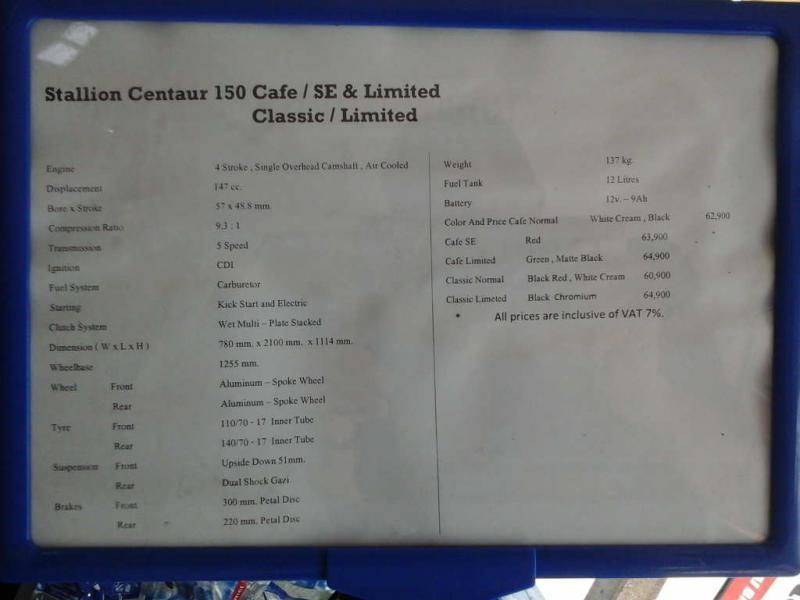 Stallion Centaur 150 Cafe / SE & Limited
Classic / Limited
Engine 4 Stroke , Single Overhead Camshaft , Air Cooled
Displacement 147 cc.
Bore x Stroke 57 x 48.8 mm.
Compression Ratio 9.3 : 1
Transmission 5 Speed
Ignition CDI
Fuel System Carburetor
Starting Kick Start and Electric
Clutch System Wet Multi – Plate Stacked
Dimension ( W x L x H ) 780 mm. x 2100 mm. x 1114 mm.
Wheelbase 1255 mm.
Wheel Front Aluminum – Spoke Wheel
Rear Aluminum – Spoke Wheel
Tyre Front 110/70 - 17 Inner Tube
Rear 140/70 - 17 Inner Tube
Suspension Front Upside Down 51mm.
Rear Dual Shock Gazi
Brakes Front 300 mm. Petal Disc
Rear 220 mm. Petal Disc
Weight 137 kg.
Fuel Tank 12 Litres
Battery 12v. – 9Ah
Color And Price Cafe Normal White Cream , Black 62,900
Cafe SE Red 63,900
Cafe Limited Green , Matte Black 64,900
Classic Normal Black Red , White Cream 60,900
Classic Limeted Black Chromium 64,900
* All prices are inclusive of VAT 7%.